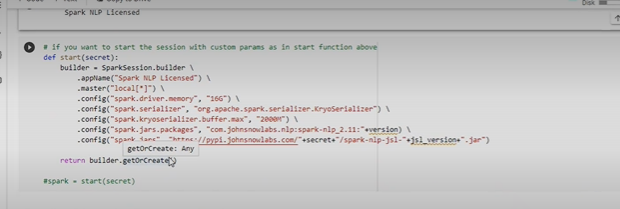 Disk
Spark NLP Licensed
# if you want to start the session with custom params as in start function above
def start(secret):
builder = SparkSession.builder \
.appName("Spark NLP Licensed") \
.master("local[*]") \
.config("spark.driver.memory", "16G") \
.config("spark.serializer", "org.apache.spark.serializer.KryoSerializer") \
.config("spark.kryoserializer.buffer.max", "2000M") \
.config("spark.jars.packages", "com.johnsnowlabs.nlp:spark-nlp_2.11:"+version) \
.config("spark.jars", "https://pypi.johnsnowlabs.com/"+secret+"/spark-nlp-jsl-"+jsl_version+".jar")
getOrCreate: Any
return builder.getOrCreate()
#spark = start(secret)